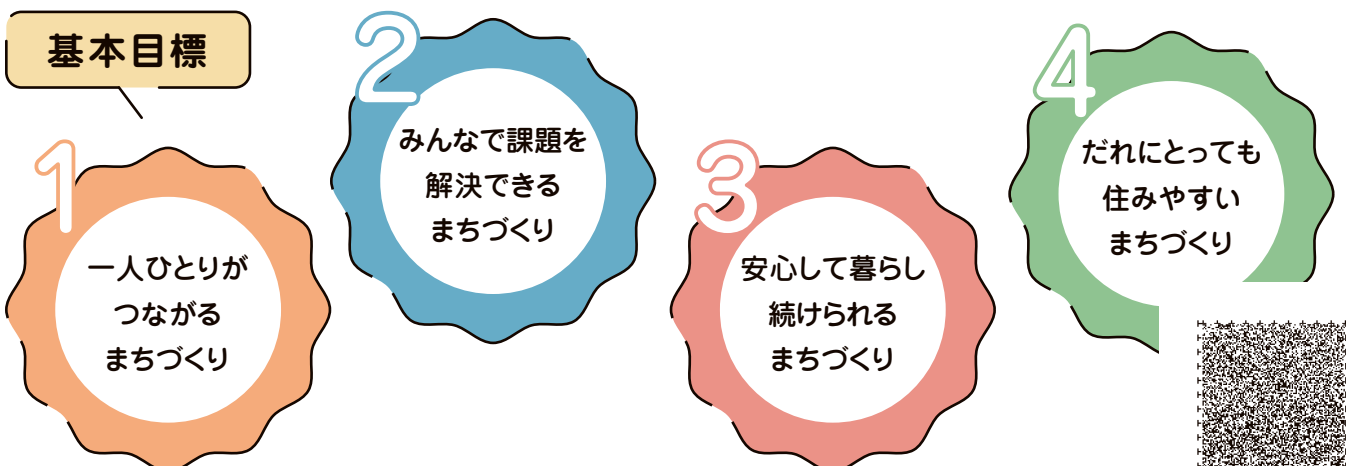 基本目標
1
一人ひとりが
つながる
まちづくり
2
みんなで課題を
解決できる
まちづくり
3
安心して暮らし
続けられる
まちづくり
4
だれにとっても
住みやすい
まちづくり